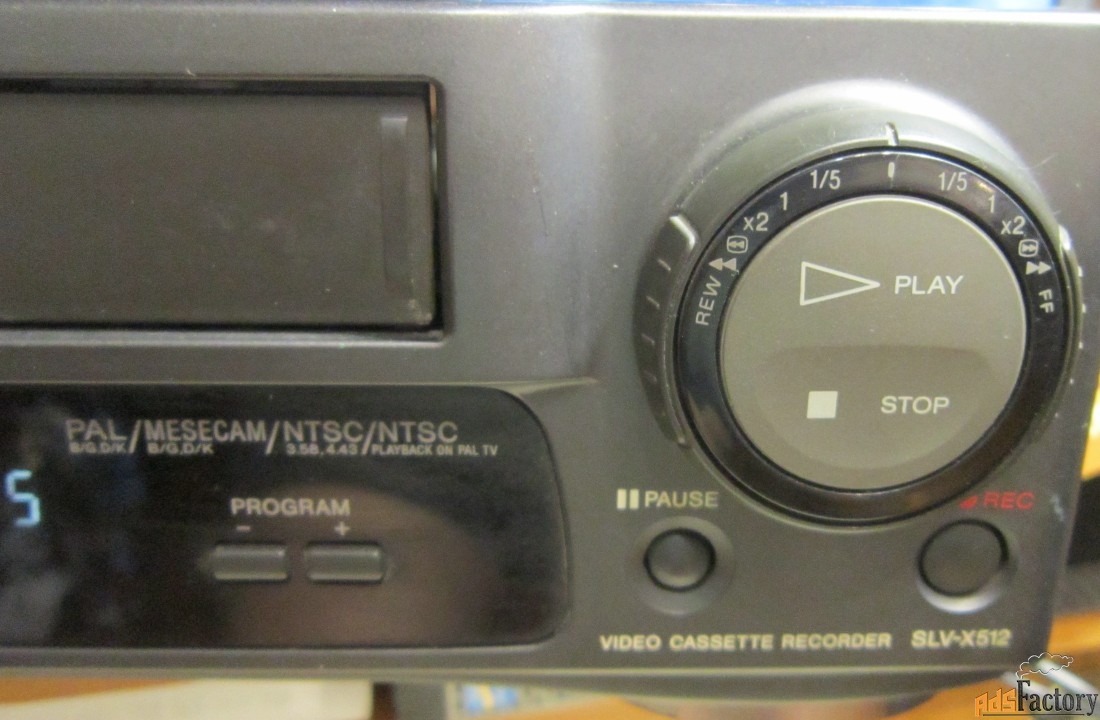 1/5 1/5
1 1
x2 x2
REW FF
PLAY
STOP
PAL/MESECAM/NTSC/NTSC
B/G,D/K B/G,D/K 3.58, 4.43 PLAYBACK ON PAL TV
5
PROGRAM
- +
PAUSE
REC
VIDEO CASSETTE RECORDER SLV-X512
AdsFactory